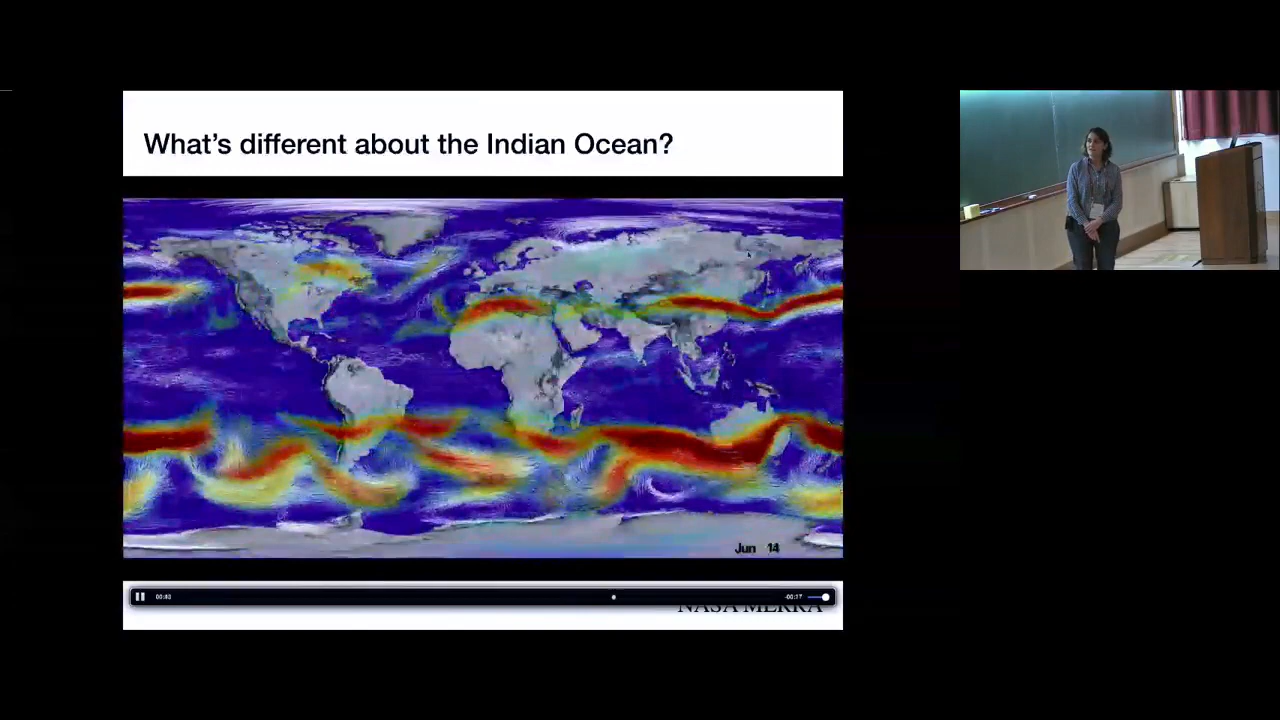 What's different about the Indian Ocean?
Jun 14
00:40
-00:17
NASA MERRA